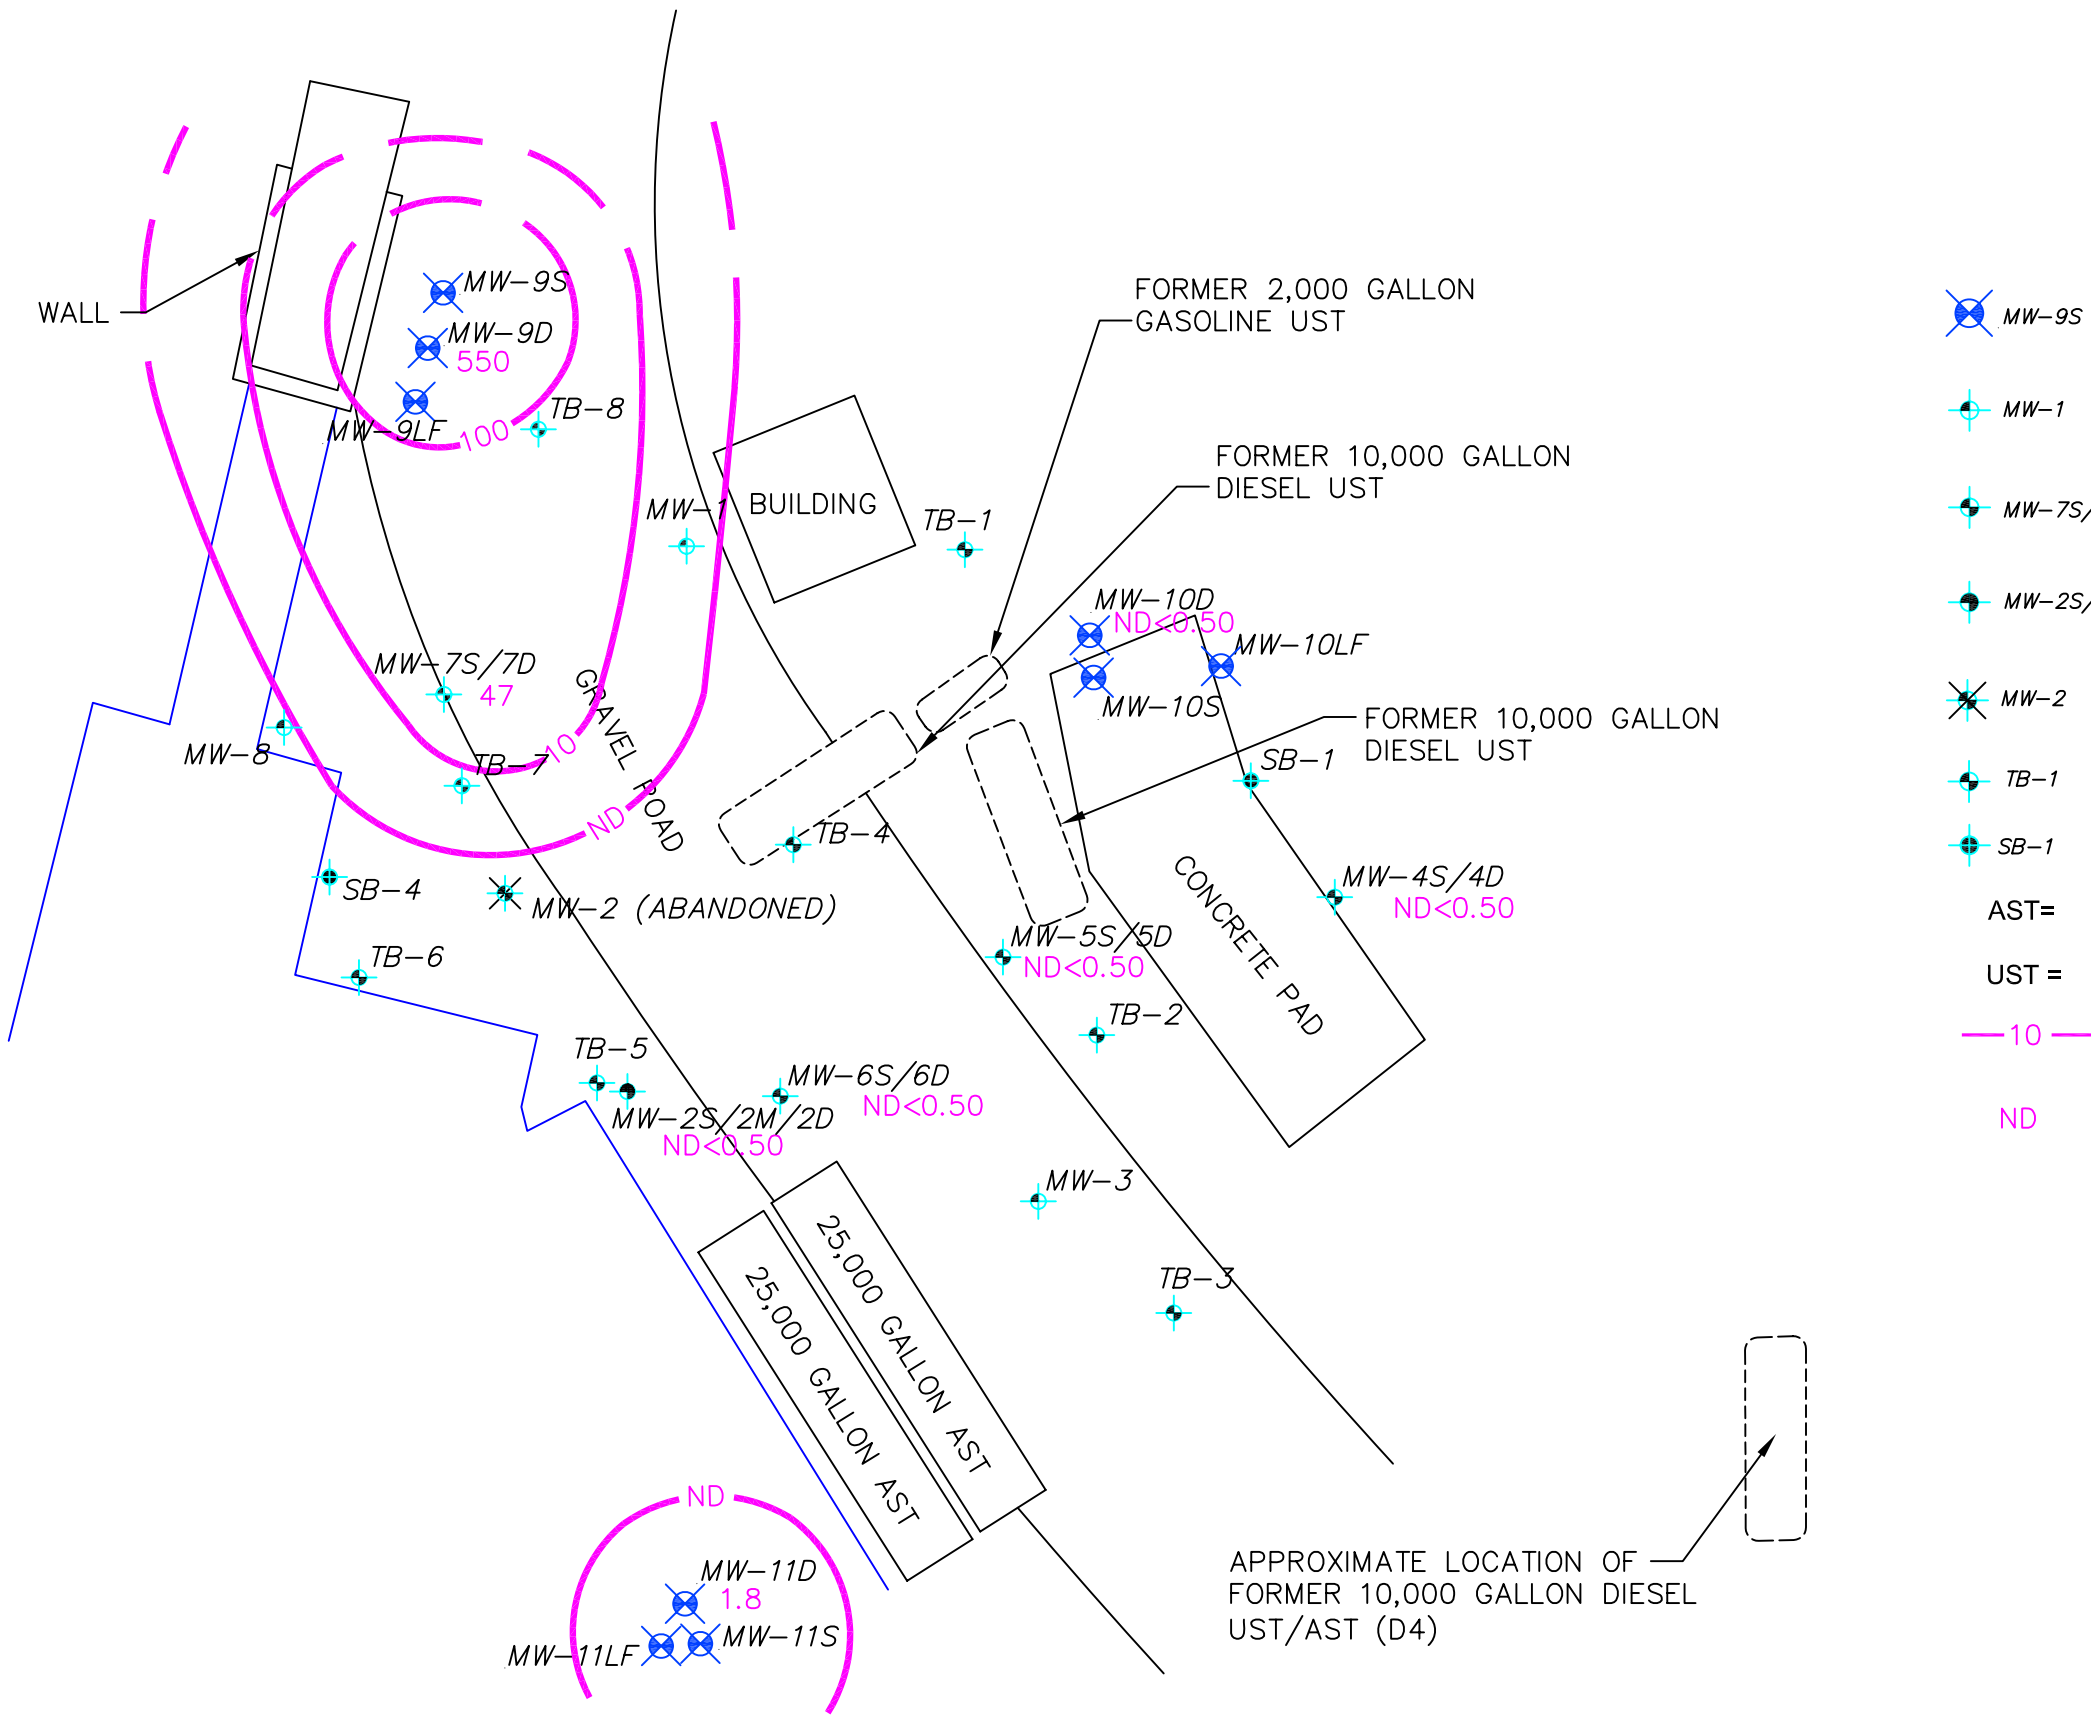 WALL
MW-9S
MW-9D
550
MW-9LF
100
TB-8
MW-1
BUILDING
TB-1
FORMER 2,000 GALLON
GASOLINE UST
FORMER 10,000 GALLON
DIESEL UST
MW-10D
ND<0.50
MW-10LF
MW-10S
FORMER 10,000 GALLON
DIESEL UST
SB-1
MW-7S/7D
47
GRAVEL ROAD
MW-8
TB-7
10
ND
TB-4
SB-4
MW-2 (ABANDONED)
CONCRETE PAD
MW-4S/4D
ND<0.50
MW-5S/5D
ND<0.50
TB-6
TB-2
TB-5
MW-6S/6D
ND<0.50
MW-2S/2M/2D
ND<0.50
MW-3
25,000 GALLON AST
25,000 GALLON AST
TB-3
ND
MW-11D
1.8
MW-11S
MW-11LF
APPROXIMATE LOCATION OF
FORMER 10,000 GALLON DIESEL
UST/AST (D4)
MW-9S
MW-1
MW-7S/
MW-2S/
MW-2
TB-1
SB-1
AST=
UST =
10
ND